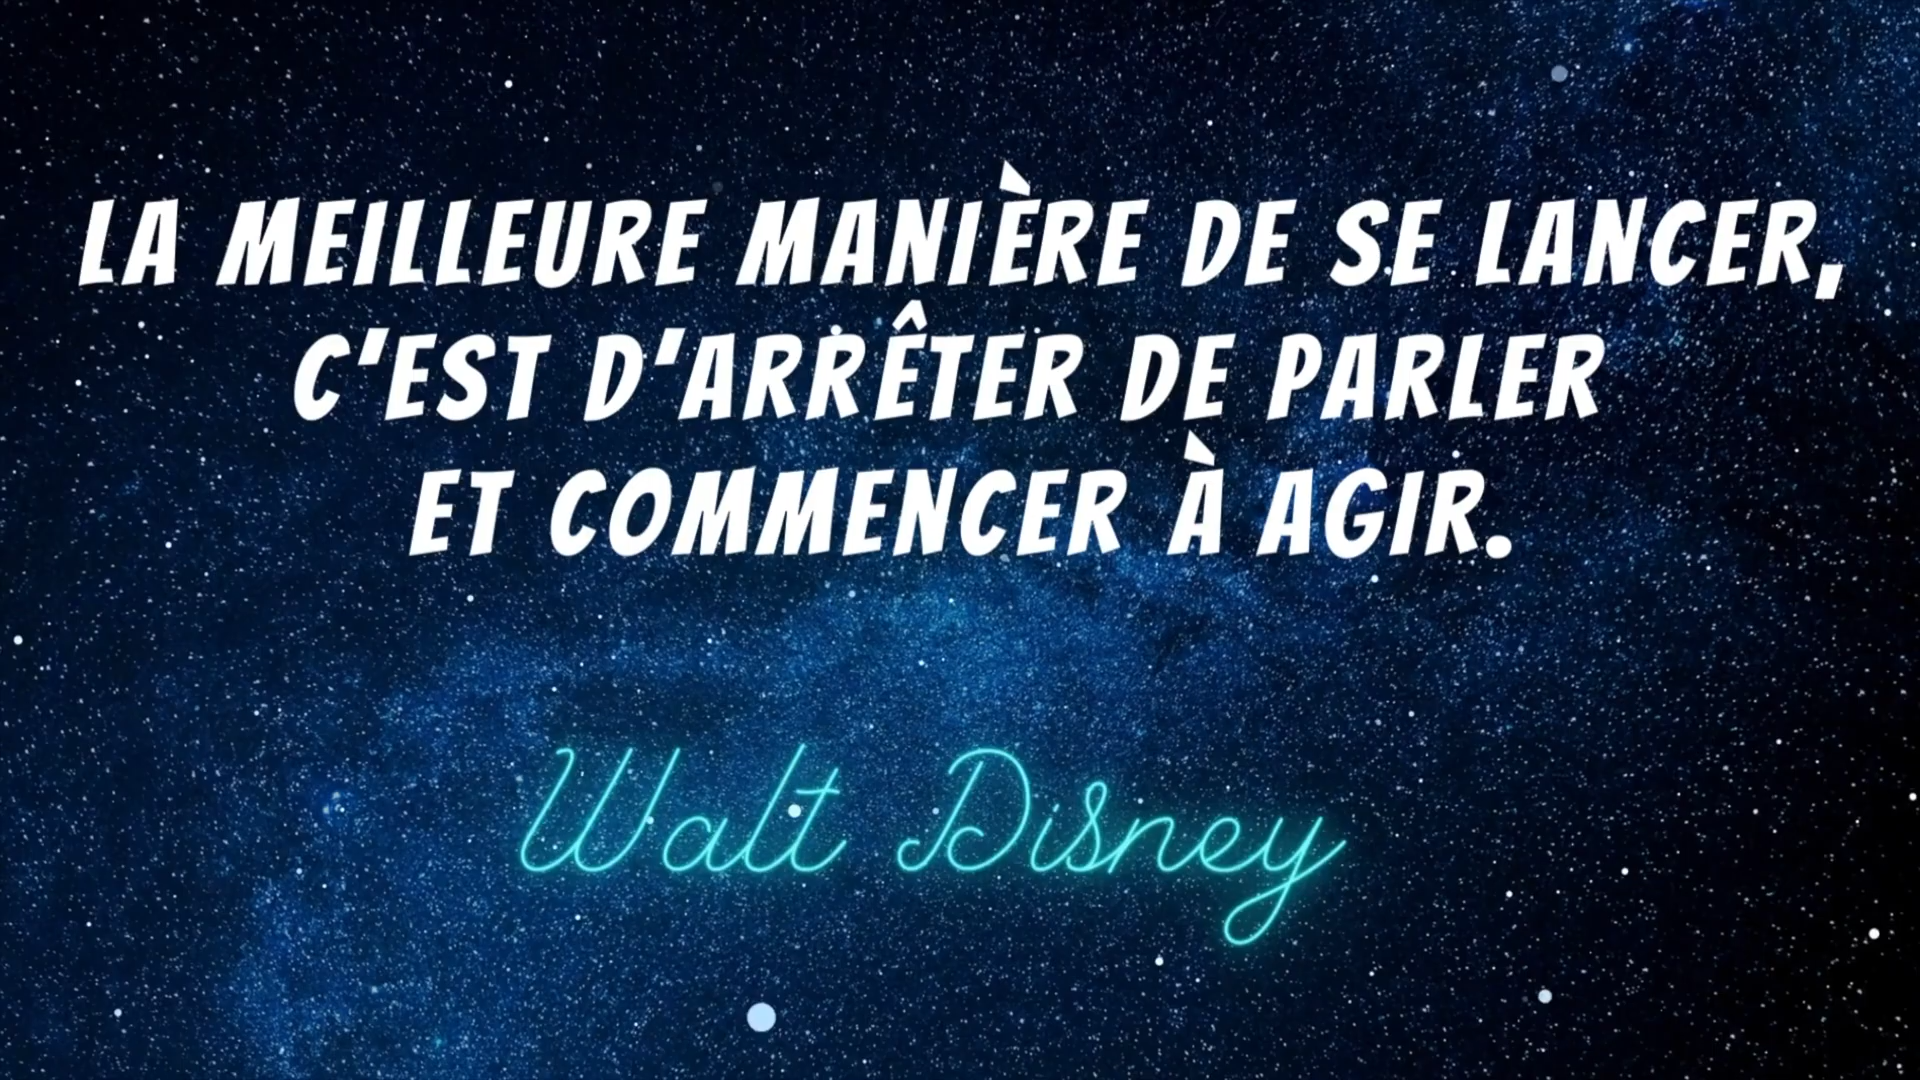 LA MEILLEURE MANIÈRE DE SE LANCER,
C'EST D'ARRÊTER DE PARLER
ET COMMENCER À AGIR.
Walt Disney